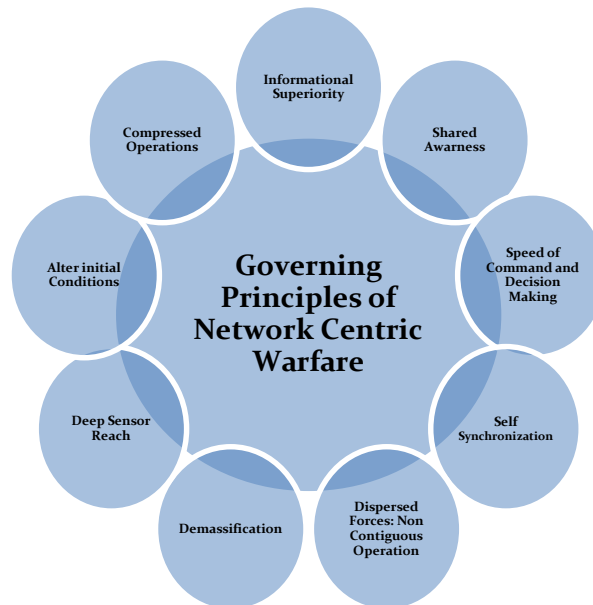 Informational
Superiority
Shared
Awarness
Speed of
Command and
Decision
Making
Self
Synchronization
Dispersed
Forces: Non
Contiguous
Operation
Demassification
Deep Sensor
Reach
Alter initial
Conditions
Compressed
Operations
Governing
Principles of
Network Centric
Warfare